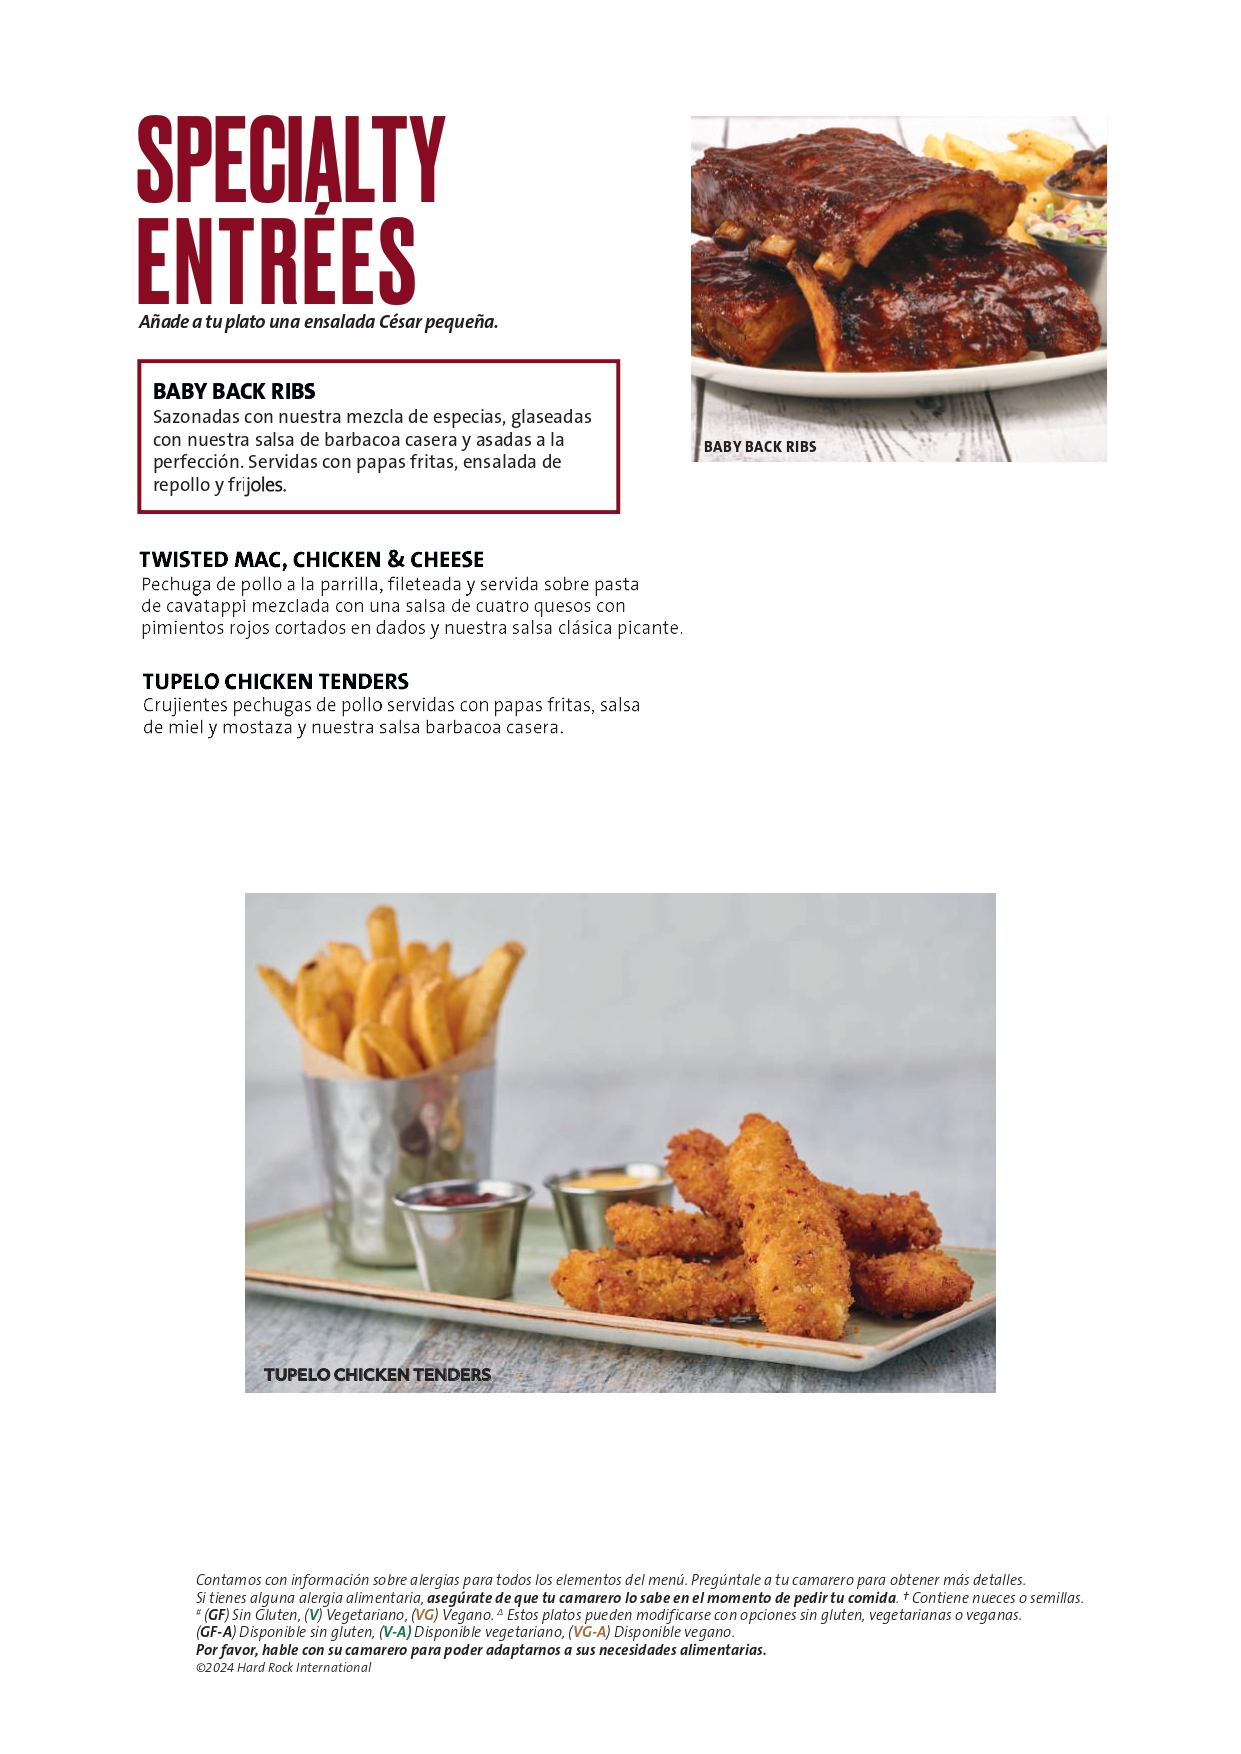 SPECIALTY
ENTRÉES
Añade a tu plato una ensalada César pequeña.
BABY BACK RIBS
Sazonadas con nuestra mezcla de especias, glaseadas
con nuestra salsa de barbacoa casera y asadas a la
perfección. Servidas con papas fritas, ensalada de
repollo y frijoles.
BABY BACK RIBS
TWISTED MAC, CHICKEN & CHEESE
Pechuga de pollo a la parrilla, fileteada y servida sobre pasta
de cavatappi mezclada con una salsa de cuatro quesos con
pimientos rojos cortados en dados y nuestra salsa clásica picante.
TUPELO CHICKEN TENDERS
Crujientes pechugas de pollo servidas con papas fritas, salsa
de miel y mostaza y nuestra salsa barbacoa casera.
TUPELO CHICKEN TENDERS
Contamos con información sobre alergias para todos los elementos del menú. Pregúntale a tu camarero para obtener más detalles.
Si tienes alguna alergia alimentaria, asegúrate de que tu camarero lo sabe en el momento de pedir tu comida. † Contiene nueces o semillas.
# (GF) Sin Gluten, (V) Vegetariano, (VG) Vegano. Δ Estos platos pueden modificarse con opciones sin gluten, vegetarianas o veganas.
(GF-A) Disponible sin gluten, (V-A) Disponible vegetariano, (VG-A) Disponible vegano.
Por favor, hable con su camarero para poder adaptarnos a sus necesidades alimentarias.
©2024 Hard Rock International